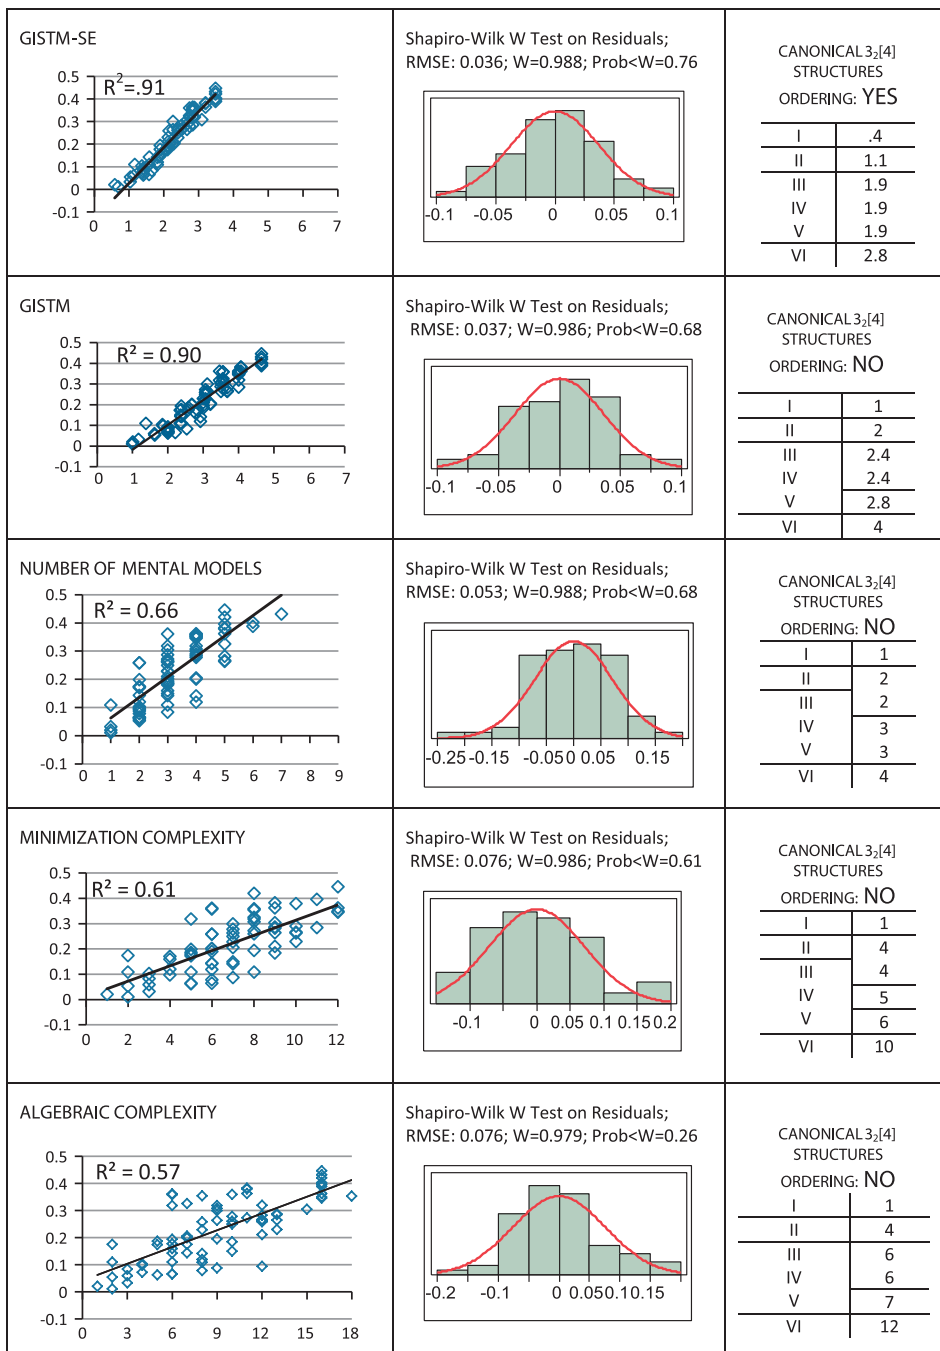 GISTM-SE
R²=.91
0.5
0.4
0.3
0.2
0.1
0
-0.1
0 1 2 3 4 5 6 7
Shapiro-Wilk W Test on Residuals;
RMSE: 0.036; W=0.988; Prob<W=0.76
-0.1 -0.05 0 0.05 0.1
CANONICAL 3₂[4]
STRUCTURES
ORDERING: YES
I .4
II 1.1
III 1.9
IV 1.9
V 1.9
VI 2.8
GISTM
R² = 0.90
0.5
0.4
0.3
0.2
0.1
0
-0.1
0 1 2 3 4 5 6 7
Shapiro-Wilk W Test on Residuals;
RMSE: 0.037; W=0.986; Prob<W=0.68
-0.1 -0.05 0 0.05 0.1
CANONICAL 3₂[4]
STRUCTURES
ORDERING: NO
I 1
II 2
III 2.4
IV 2.4
V 2.8
VI 4
NUMBER OF MENTAL MODELS
R² = 0.66
0.5
0.4
0.3
0.2
0.1
0
-0.1
0 1 2 3 4 5 6 7 8 9
Shapiro-Wilk W Test on Residuals;
RMSE: 0.053; W=0.988; Prob<W=0.68
-0.25 -0.15 -0.05 0 0.05 0.15
CANONICAL 3₂[4]
STRUCTURES
ORDERING: NO
I 1
II 2
III 2
IV 3
V 3
VI 4
MINIMIZATION COMPLEXITY
R² = 0.61
0.5
0.4
0.3
0.2
0.1
0
-0.1
0 2 4 6 8 10 12
Shapiro-Wilk W Test on Residuals;
RMSE: 0.076; W=0.986; Prob<W=0.61
-0.1 0 0.05 0.1 0.15 0.2
CANONICAL 3₂[4]
STRUCTURES
ORDERING: NO
I 1
II 4
III 4
IV 5
V 6
VI 10
ALGEBRAIC COMPLEXITY
R² = 0.57
0.5
0.4
0.3
0.2
0.1
0
-0.1
0 3 6 9 12 15 18
Shapiro-Wilk W Test on Residuals;
RMSE: 0.076; W=0.979; Prob<W=0.26
-0.2 -0.1 0 0.05 0.1 0.15
CANONICAL 3₂[4]
STRUCTURES
ORDERING: NO
I 1
II 4
III 6
IV 6
V 7
VI 12